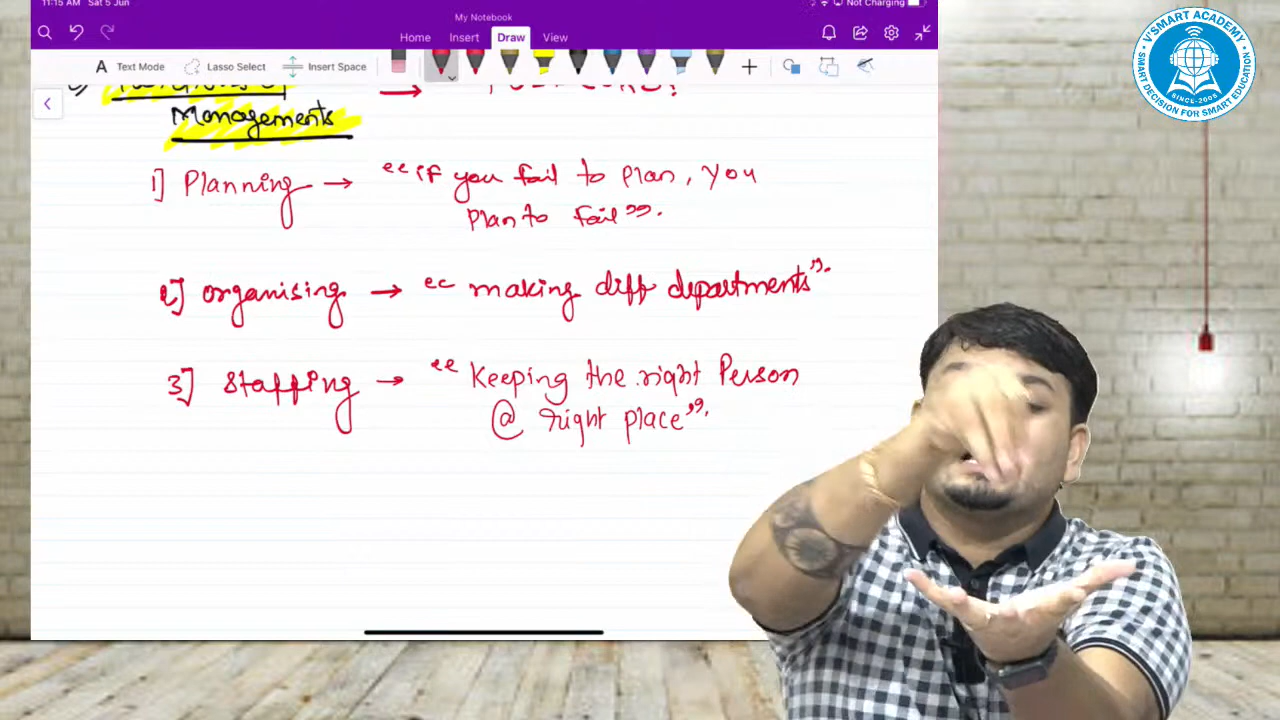 11:15 AM Sat 5 Jun
Not Charging
My Notebook
Home Insert Draw View
Text Mode Lasso Select Insert Space
Managements
1] Planning → "if you fail to plan, you
plan to fail".
2] organising → "making diff departments".
3] Staffing → "Keeping the right Person
@ right place".
V'SMART ACADEMY
SINCE-2005
SMART DECISION FOR SMART EDUCATION